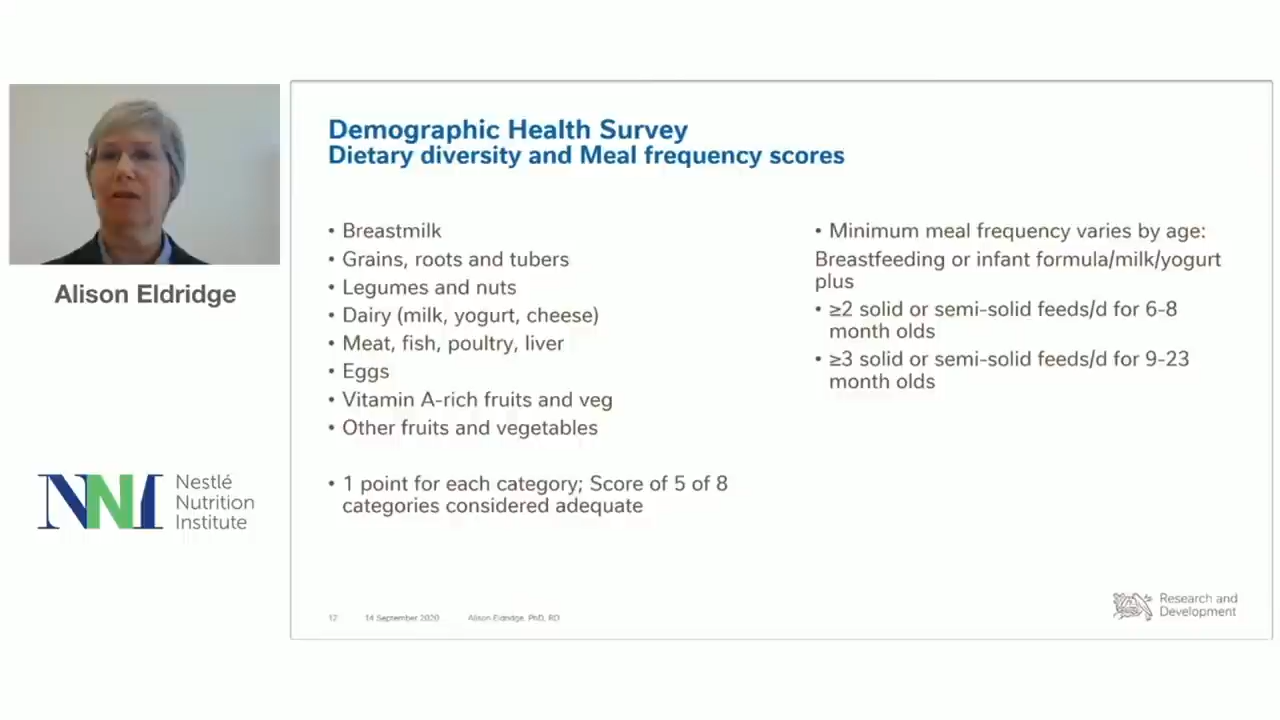 Alison Eldridge
NNI
Nestlé
Nutrition
Institute
Demographic Health Survey
Dietary diversity and Meal frequency scores
• Breastmilk
• Grains, roots and tubers
• Legumes and nuts
• Dairy (milk, yogurt, cheese)
• Meat, fish, poultry, liver
• Eggs
• Vitamin A-rich fruits and veg
• Other fruits and vegetables
• 1 point for each category; Score of 5 of 8
categories considered adequate
• Minimum meal frequency varies by age:
Breastfeeding or infant formula/milk/yogurt
plus
• ≥2 solid or semi-solid feeds/d for 6-8
month olds
• ≥3 solid or semi-solid feeds/d for 9-23
month olds
12 14 September 2020 Alison Eldridge, PhD, RD
Research and
Development